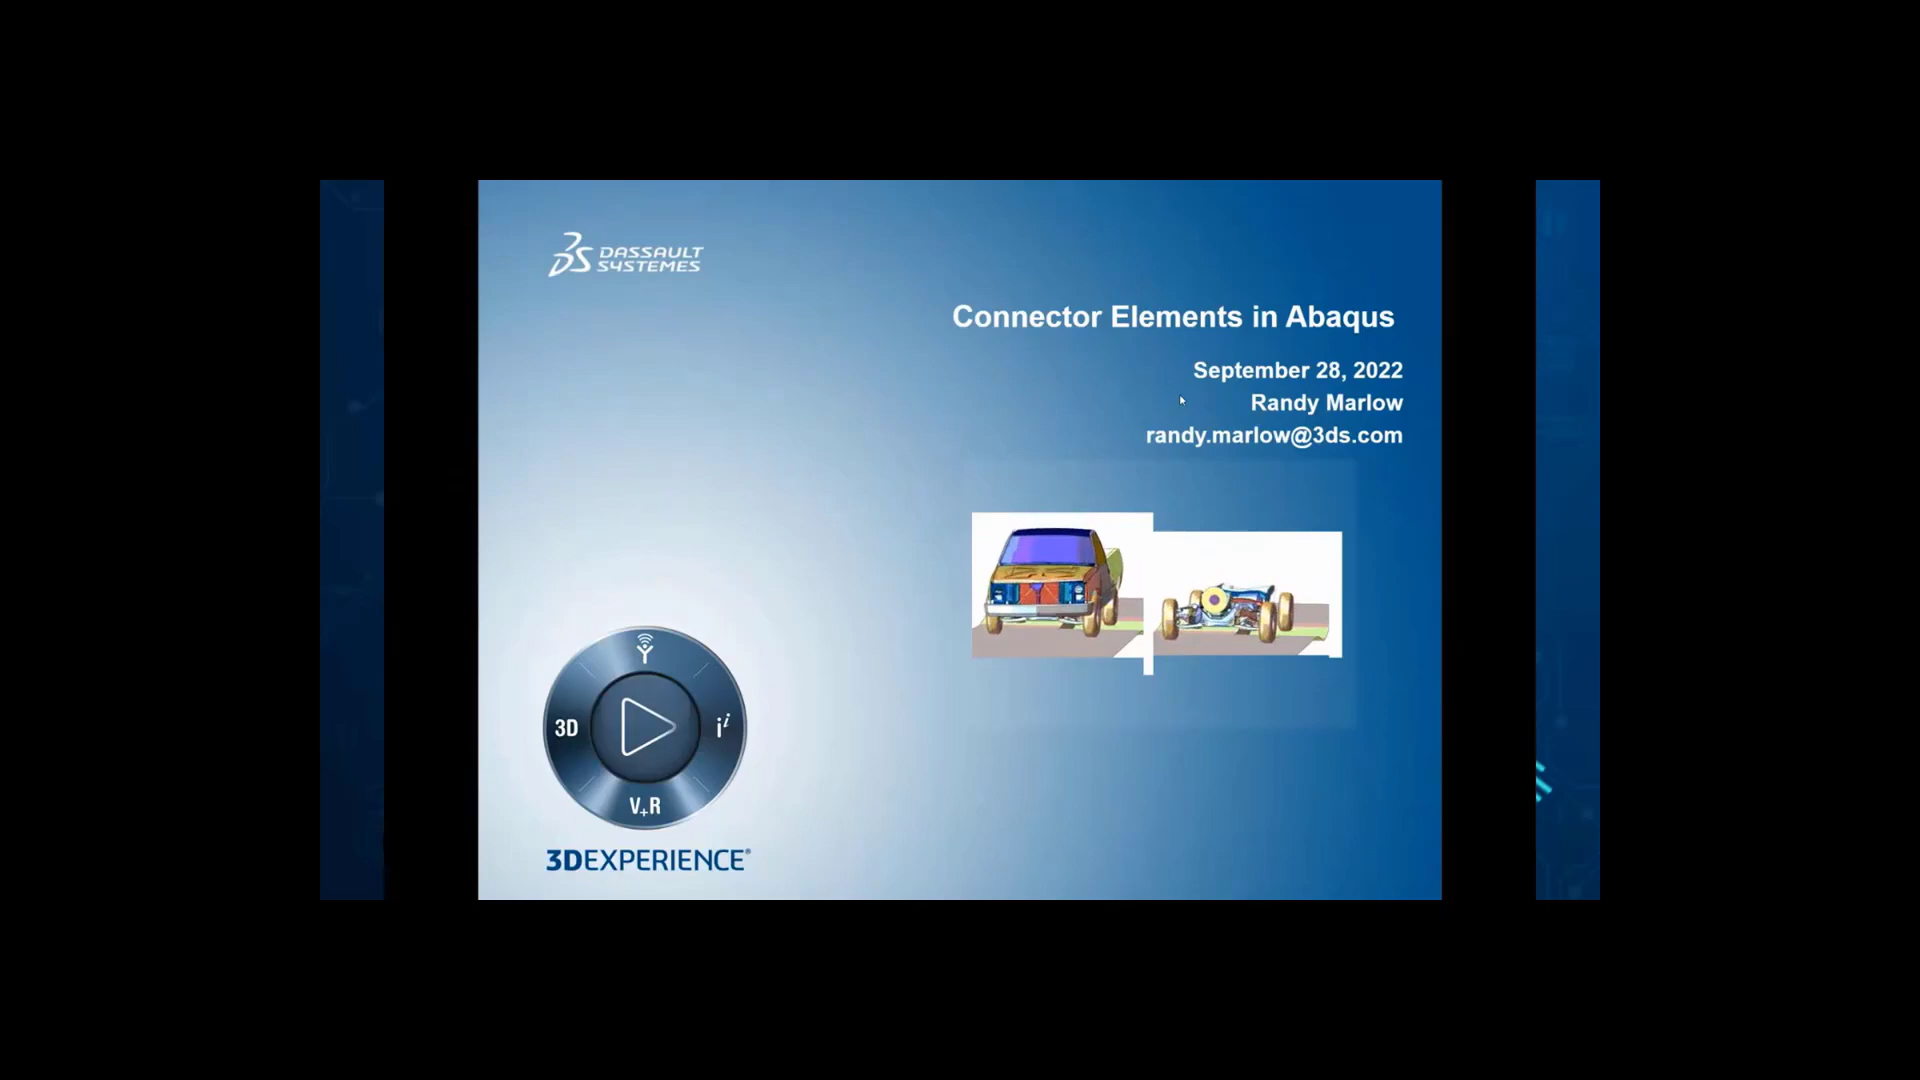 DASSAULT
SYSTEMES
Connector Elements in Abaqus
September 28, 2022
Randy Marlow
randy.marlow@3ds.com
3D
i i
V+R
3DEXPERIENCE®